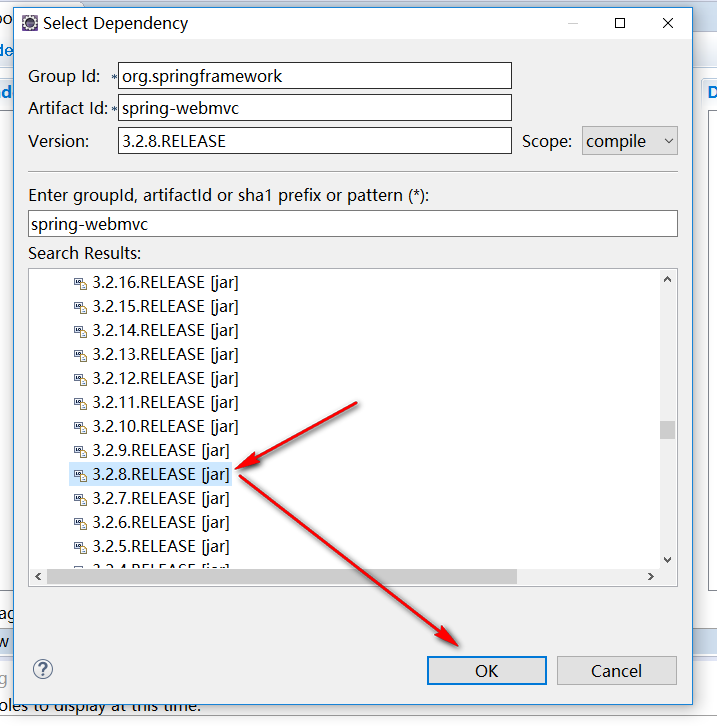 Select Dependency
Group Id: * org.springframework
Artifact Id: * spring-webmvc
Version: 3.2.8.RELEASE Scope: compile
Enter groupId, artifactId or sha1 prefix or pattern (*):
spring-webmvc
Search Results:
3.2.16.RELEASE [jar]
3.2.15.RELEASE [jar]
3.2.14.RELEASE [jar]
3.2.13.RELEASE [jar]
3.2.12.RELEASE [jar]
3.2.11.RELEASE [jar]
3.2.10.RELEASE [jar]
3.2.9.RELEASE [jar]
3.2.8.RELEASE [jar]
3.2.7.RELEASE [jar]
3.2.6.RELEASE [jar]
3.2.5.RELEASE [jar]
3.2.4.RELEASE [jar]
? OK Cancel
oles to display at this time.